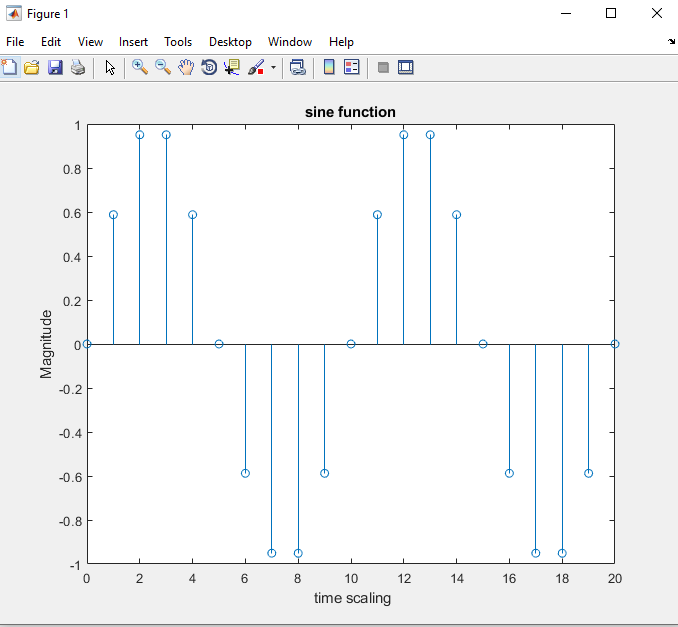 Figure 1
File Edit View Insert Tools Desktop Window Help
sine function
1
0.8
0.6
0.4
0.2
0
-0.2
-0.4
-0.6
-0.8
-1
Magnitude
0 2 4 6 8 10 12 14 16 18 20
time scaling